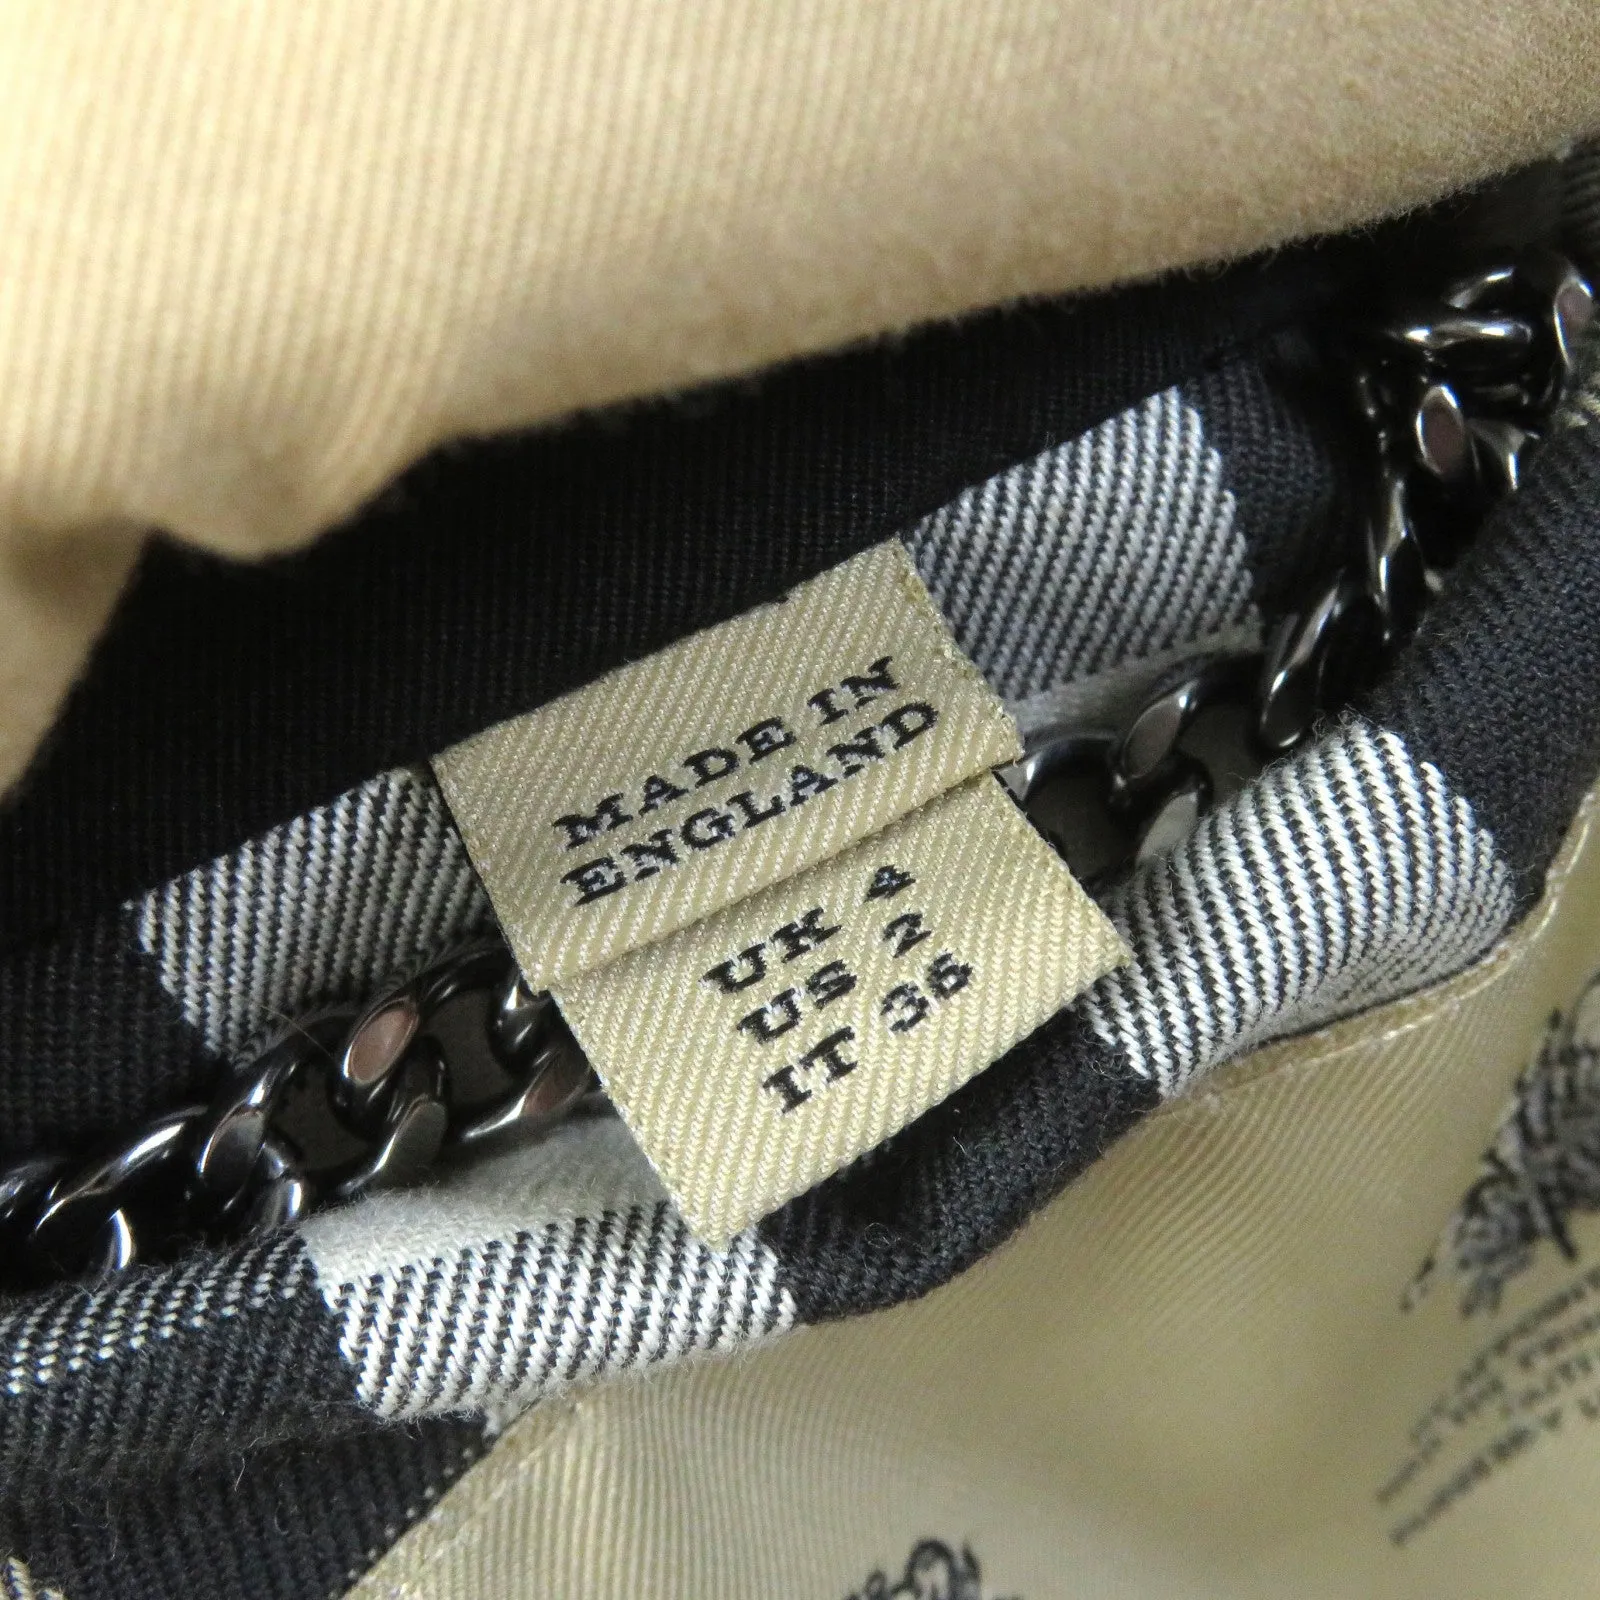 MADE IN
ENGLAND
UK 4
US 2
IT 36